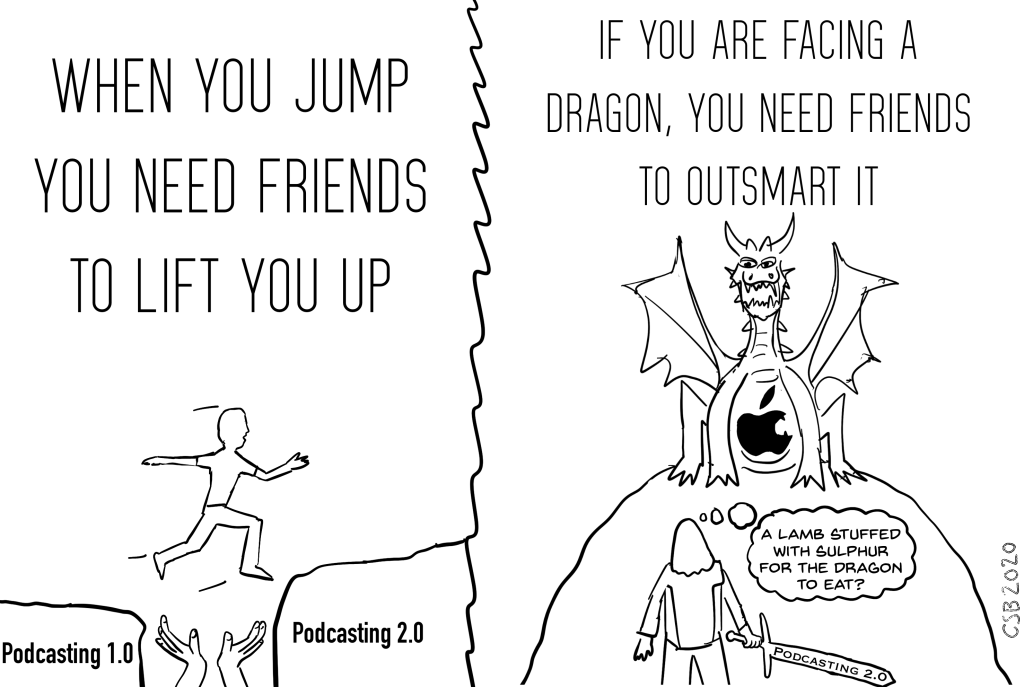 WHEN YOU JUMP
YOU NEED FRIENDS
TO LIFT YOU UP
Podcasting 1.0
Podcasting 2.0
IF YOU ARE FACING A
DRAGON, YOU NEED FRIENDS
TO OUTSMART IT
A LAMB STUFFED
WITH SULPHUR
FOR THE DRAGON
TO EAT?
PODCASTING 2.0
CSB 2020